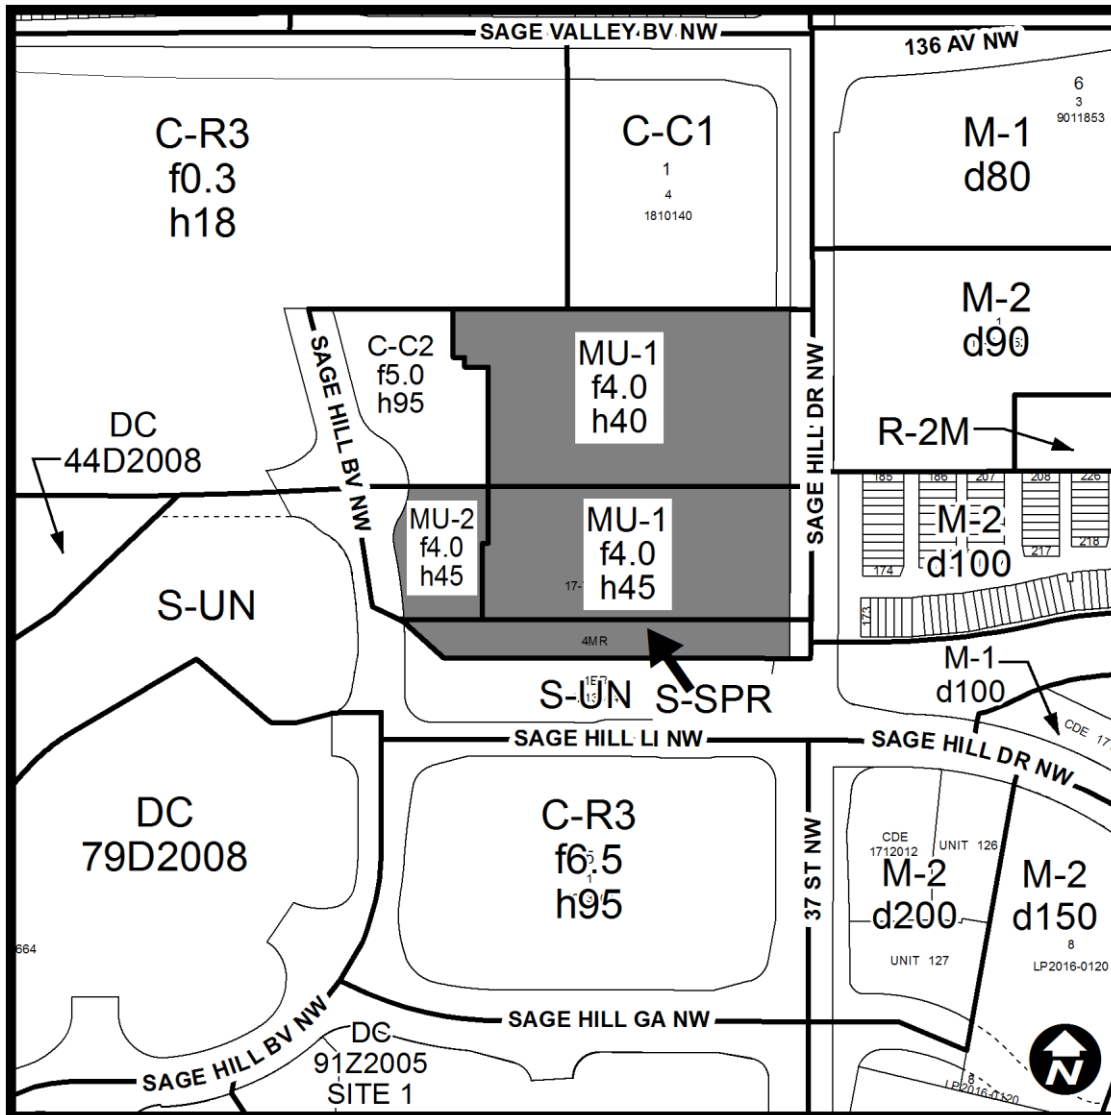 SAGE VALLEY BV NW
136 AV NW
C-R3
f0.3
h18
C-C1
1
4
1810140
6
3
9011853
M-1
d80
M-2
d90
SAGE HILL BV NW
C-C2
f5.0
h95
MU-1
f4.0
h40
SAGE HILL DR NW
DC
44D2008
R-2M
185
186
207
208
226
M-2
d100
174
217
218
173
MU-2
f4.0
h45
MU-1
f4.0
h45
S-UN
4MR
S-UN
S-SPR
M-1
d100
SAGE HILL LI NW
SAGE HILL DR NW
DC
79D2008
C-R3
f6.5
h95
1
37 ST NW
CDE
1712012
UNIT 126
M-2
d200
UNIT 127
M-2
d150
8
LP2016-0120
664
SAGE HILL BV NW
SAGE HILL GA NW
DC
91Z2005
SITE 1
LP2016-0120
N